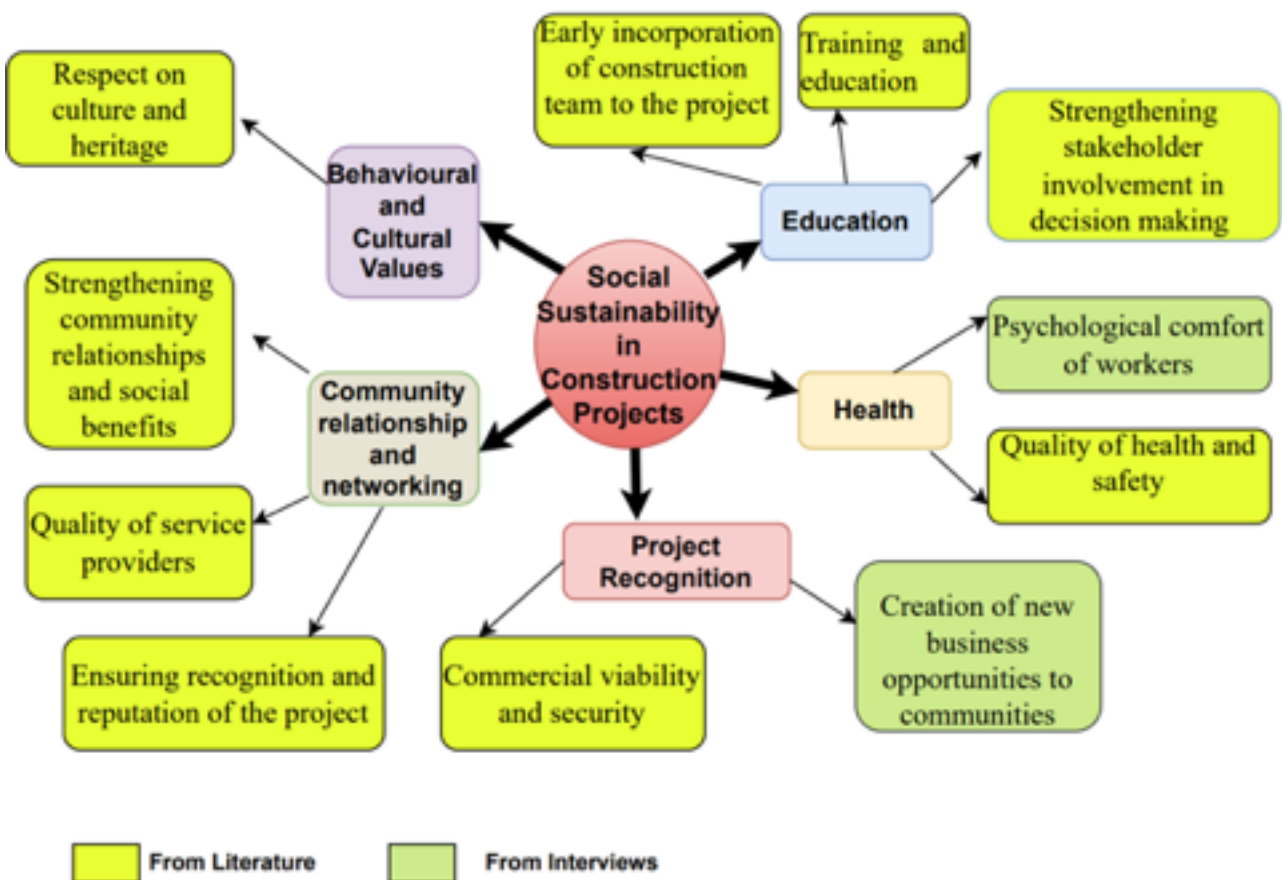 Early incorporation
of construction
team to the project
Training and
education
Respect on
culture and
heritage
Strengthening
stakeholder
involvement in
decision making
Behavioural
and
Cultural
Values
Education
Social
Sustainability
in
Construction
Projects
Strengthening
community
relationships
and social
benefits
Psychological comfort
of workers
Community
relationship
and
networking
Health
Quality of health and
safety
Quality of service
providers
Project
Recognition
Creation of new
business
opportunities to
communities
Ensuring recognition and
reputation of the project
Commercial viability
and security
From Literature
From Interviews